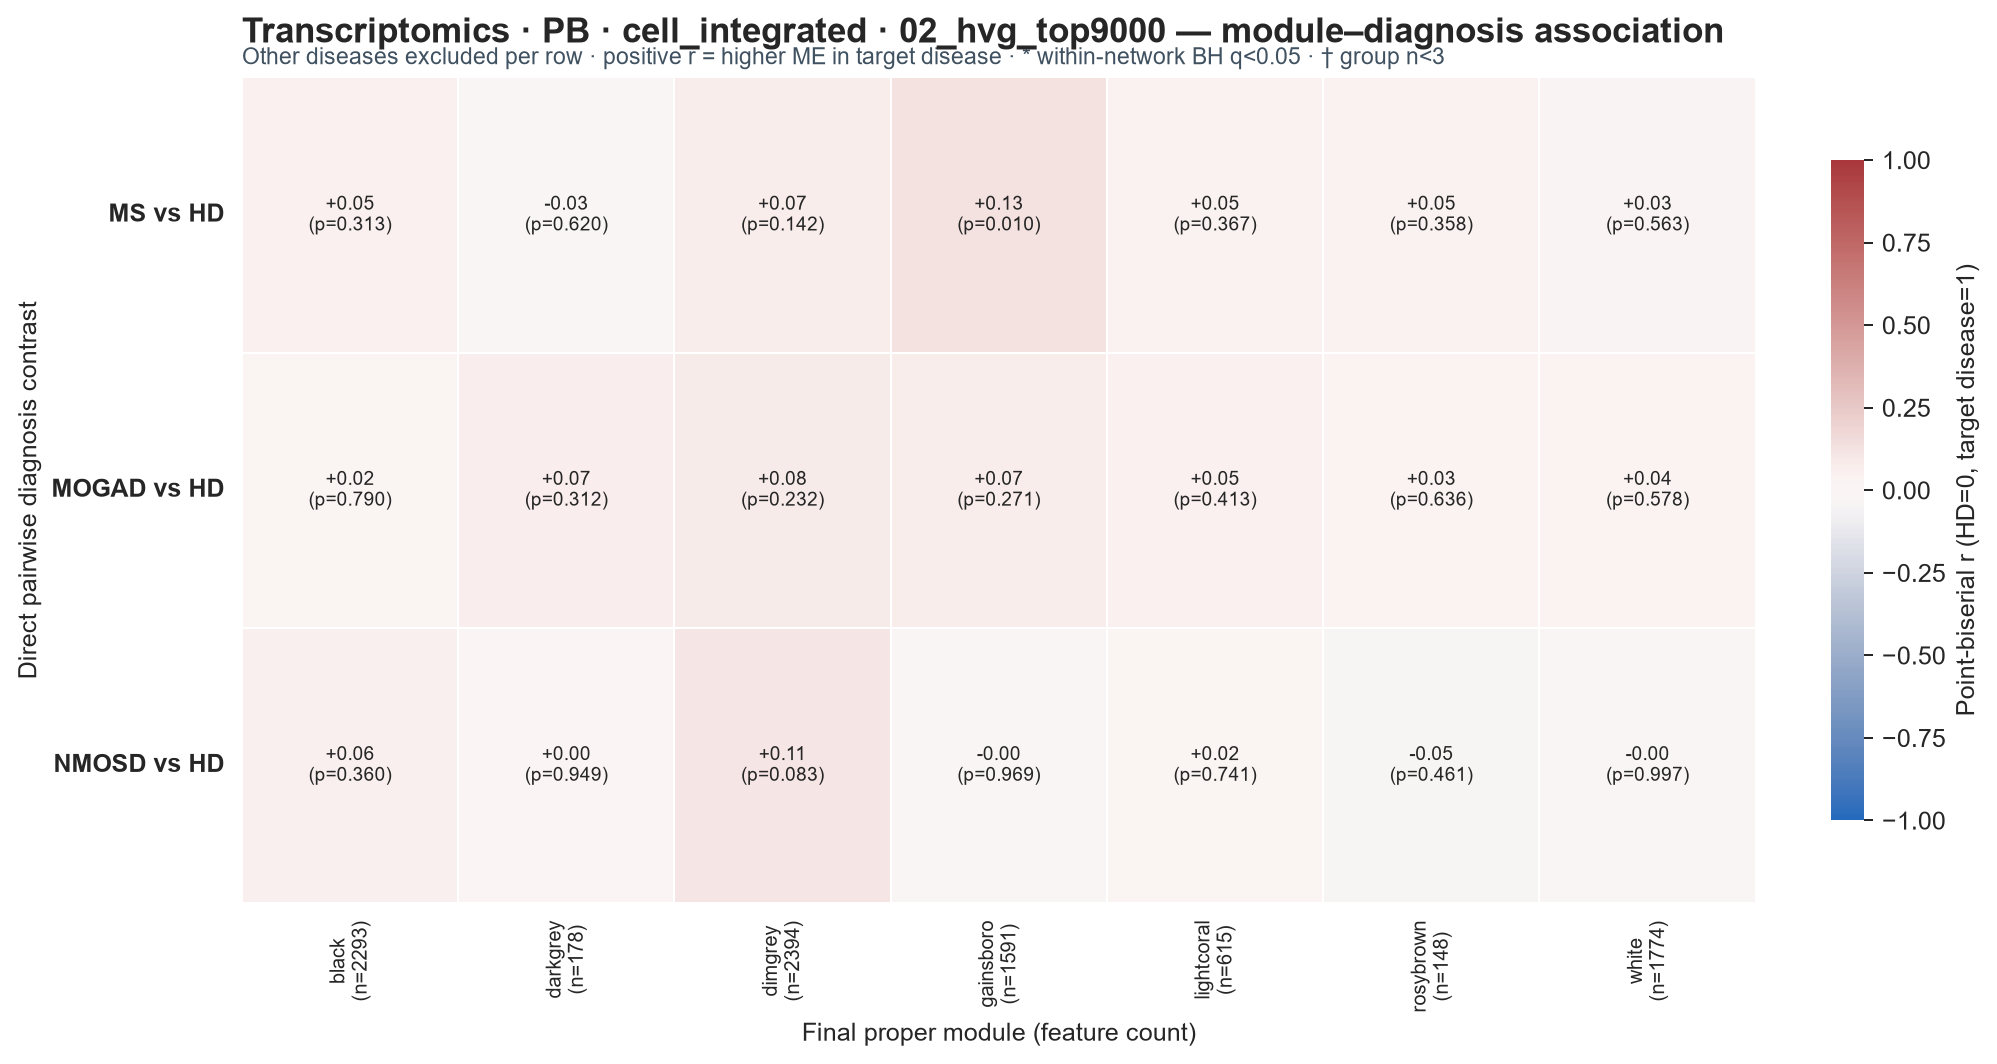 Transcriptomics · PB · cell_integrated · 02_hvg_top9000 — module–diagnosis association
Other diseases excluded per row · positive r = higher ME in target disease · * within-network BH q<0.05 · † group n<3
Direct pairwise diagnosis contrast
MS vs HD
+0.05
(p=0.313)
-0.03
(p=0.620)
+0.07
(p=0.142)
+0.13
(p=0.010)
+0.05
(p=0.367)
+0.05
(p=0.358)
+0.03
(p=0.563)
MOGAD vs HD
+0.02
(p=0.790)
+0.07
(p=0.312)
+0.08
(p=0.232)
+0.07
(p=0.271)
+0.05
(p=0.413)
+0.03
(p=0.636)
+0.04
(p=0.578)
NMOSD vs HD
+0.06
(p=0.360)
+0.00
(p=0.949)
+0.11
(p=0.083)
-0.00
(p=0.969)
+0.02
(p=0.741)
-0.05
(p=0.461)
-0.00
(p=0.997)
black
(n=2293)
darkgrey
(n=178)
dimgrey
(n=2394)
gainsboro
(n=1591)
lightcoral
(n=615)
rosybrown
(n=148)
white
(n=1774)
Final proper module (feature count)
1.00
0.75
0.50
0.25
0.00
−0.25
−0.50
−0.75
−1.00
Point-biserial r (HD=0, target disease=1)